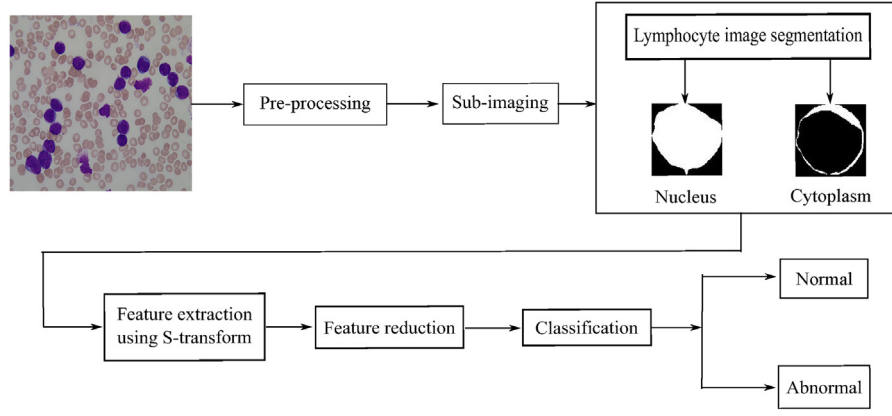 Lymphocyte image segmentation
Pre-processing
Sub-imaging
Nucleus
Cytoplasm
Feature extraction
using S-transform
Feature reduction
Classification
Normal
Abnormal